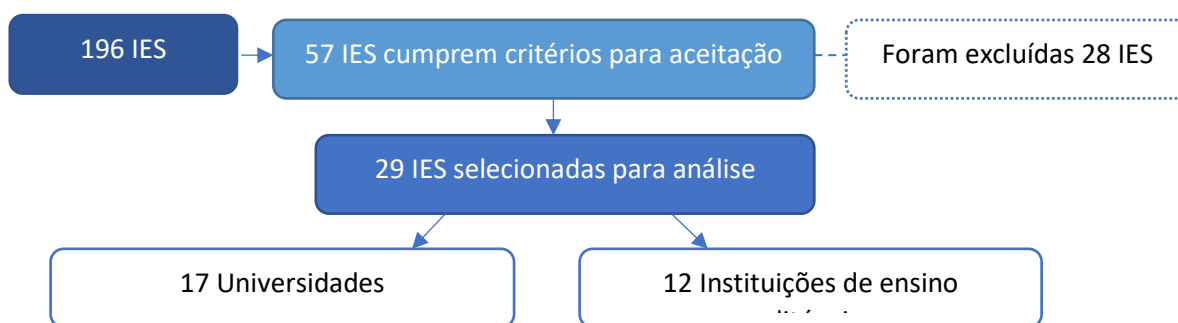 196 IES
57 IES cumprem critérios para aceitação
Foram excluídas 28 IES
29 IES selecionadas para análise
17 Universidades
12 Instituições de ensino